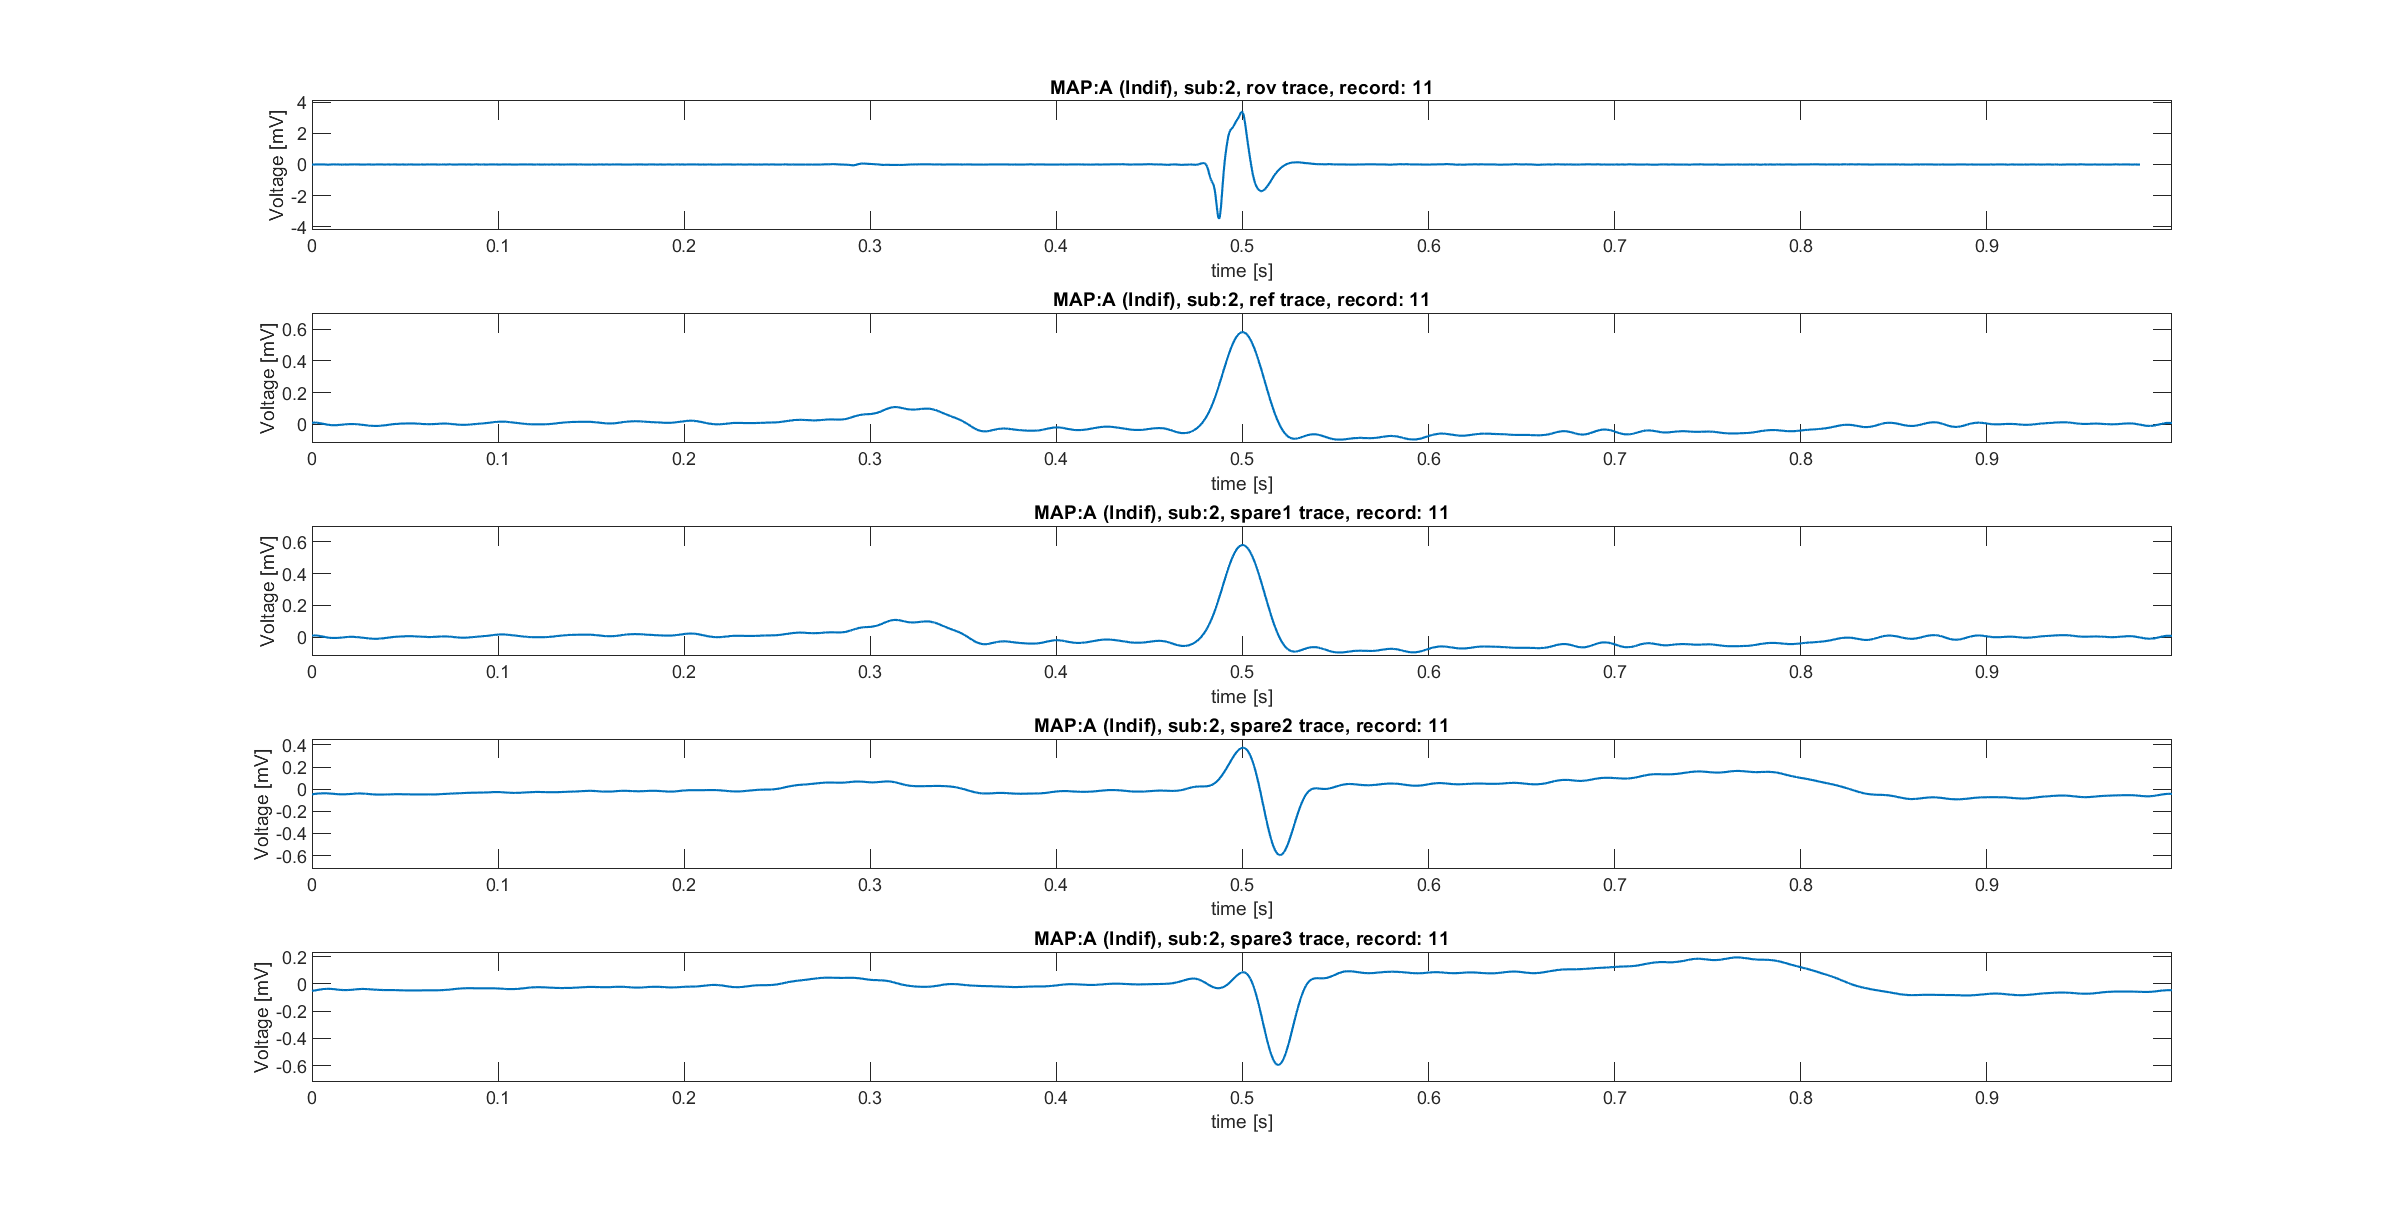 MAP:A (Indif), sub:2, rov trace, record: 11
Voltage [mV]
4
2
0
-2
-4
0 0.1 0.2 0.3 0.4 0.5 0.6 0.7 0.8 0.9
time [s]
MAP:A (Indif), sub:2, ref trace, record: 11
Voltage [mV]
0.6
0.4
0.2
0
0 0.1 0.2 0.3 0.4 0.5 0.6 0.7 0.8 0.9
time [s]
MAP:A (Indif), sub:2, spare1 trace, record: 11
Voltage [mV]
0.6
0.4
0.2
0
0 0.1 0.2 0.3 0.4 0.5 0.6 0.7 0.8 0.9
time [s]
MAP:A (Indif), sub:2, spare2 trace, record: 11
Voltage [mV]
0.4
0.2
0
-0.2
-0.4
-0.6
0 0.1 0.2 0.3 0.4 0.5 0.6 0.7 0.8 0.9
time [s]
MAP:A (Indif), sub:2, spare3 trace, record: 11
Voltage [mV]
0.2
0
-0.2
-0.4
-0.6
0 0.1 0.2 0.3 0.4 0.5 0.6 0.7 0.8 0.9
time [s]